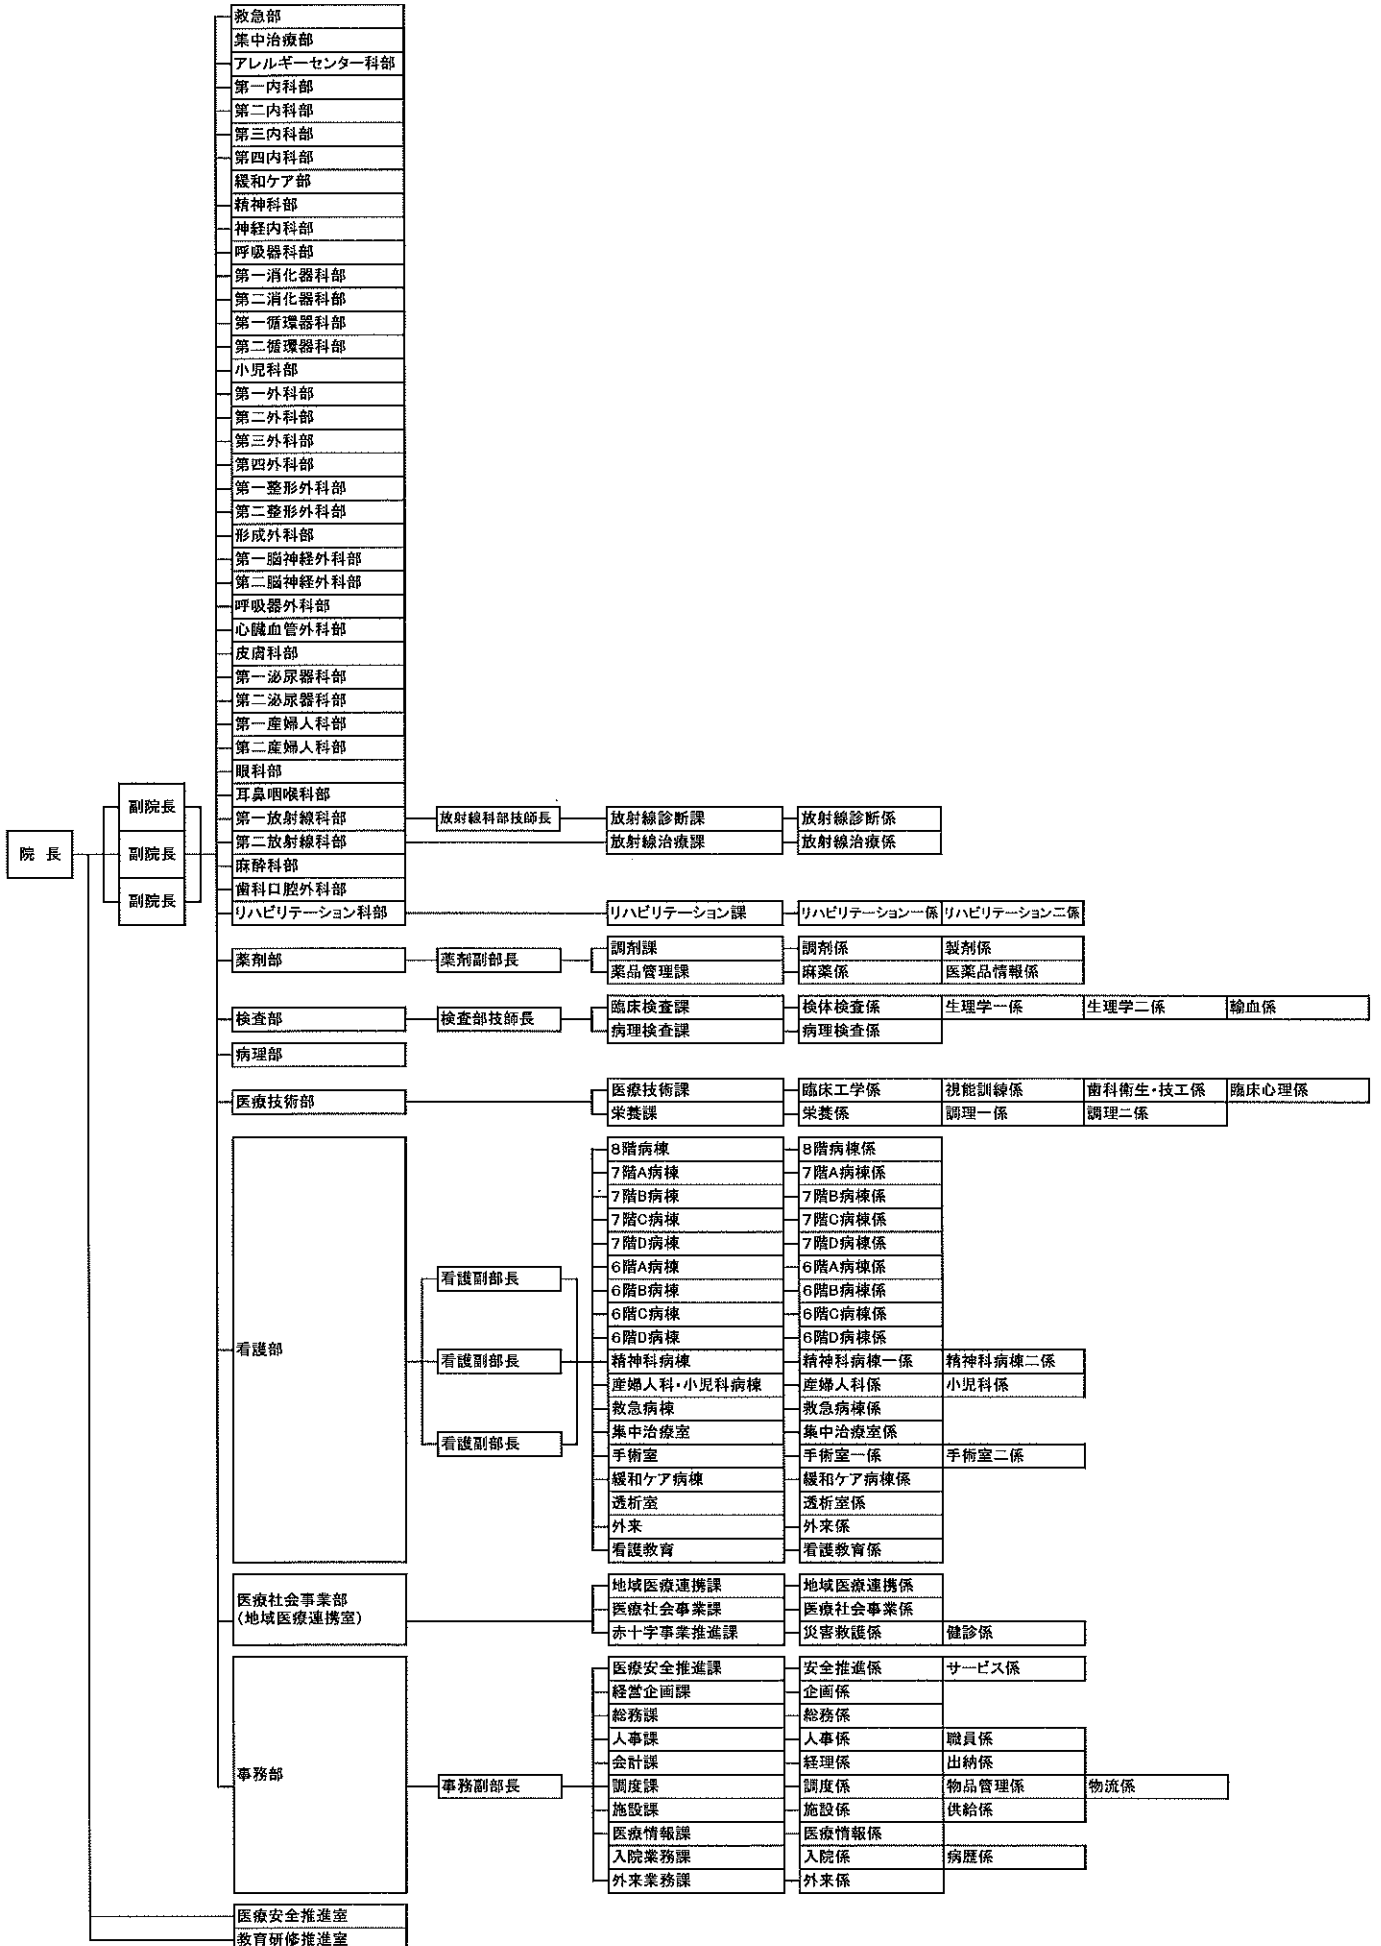 救急部
集中治療部
アレルギーセンター科部
第一内科部
第二内科部
第三内科部
第四内科部
緩和ケア部
精神科部
神経内科部
呼吸器科部
第一消化器科部
第二消化器科部
第一循環器科部
第二循環器科部
小児科部
第一外科部
第二外科部
第三外科部
第四外科部
第一整形外科部
第二整形外科部
形成外科部
第一脳神経外科部
第二脳神経外科部
呼吸器外科部
心臓血管外科部
皮膚科部
第一泌尿器科部
第二泌尿器科部
第一産婦人科部
第二産婦人科部
眼科部
耳鼻咽喉科部
副院長
第一放射線科部 放射線科部技師長 放射線診断課 放射線診断係
第二放射線科部 放射線治療課 放射線治療係
院 長 副院長
麻酔科部
歯科口腔外科部
副院長
リハビリテーション科部 リハビリテーション課 リハビリテーション一係 リハビリテーション二係
調剤課 調剤係 製剤係
薬剤部 薬剤副部長
薬品管理課 麻薬係 医薬品情報係
臨床検査課 検体検査係 生理学一係 生理学二係 輸血係
検査部 検査部技師長
病理検査課 病理検査係
病理部
医療技術課 臨床工学係 視能訓練係 歯科衛生・技工係 臨床心理係
医療技術部
栄養課 栄養係 調理一係 調理二係
8階病棟 8階病棟係
7階A病棟 7階A病棟係
7階B病棟 7階B病棟係
7階C病棟 7階C病棟係
7階D病棟 7階D病棟係
6階A病棟 6階A病棟係
看護副部長
6階B病棟 6階B病棟係
6階C病棟 6階C病棟係
6階D病棟 6階D病棟係
看護部
看護副部長
精神科病棟 精神科病棟一係 精神科病棟二係
産婦人科・小児科病棟 産婦人科係 小児科係
救急病棟 救急病棟係
集中治療室 集中治療室係
看護副部長
手術室 手術室一係 手術室二係
緩和ケア病棟 緩和ケア病棟係
透析室 透析室係
外来 外来係
看護教育 看護教育係
地域医療連携課 地域医療連携係
医療社会事業部
(地域医療連携室)
医療社会事業課 医療社会事業係
赤十字事業推進課 災害救護係 健診係
医療安全推進課 安全推進係 サービス係
経営企画課 企画係
総務課 総務係
人事課 人事係 職員係
会計課 経理係 出納係
事務部
事務副部長
調度課 調度係 物品管理係 物流係
施設課 施設係 供給係
医療情報課 医療情報係
入院業務課 入院係 病歴係
外来業務課 外来係
医療安全推進室
教育研修推進室